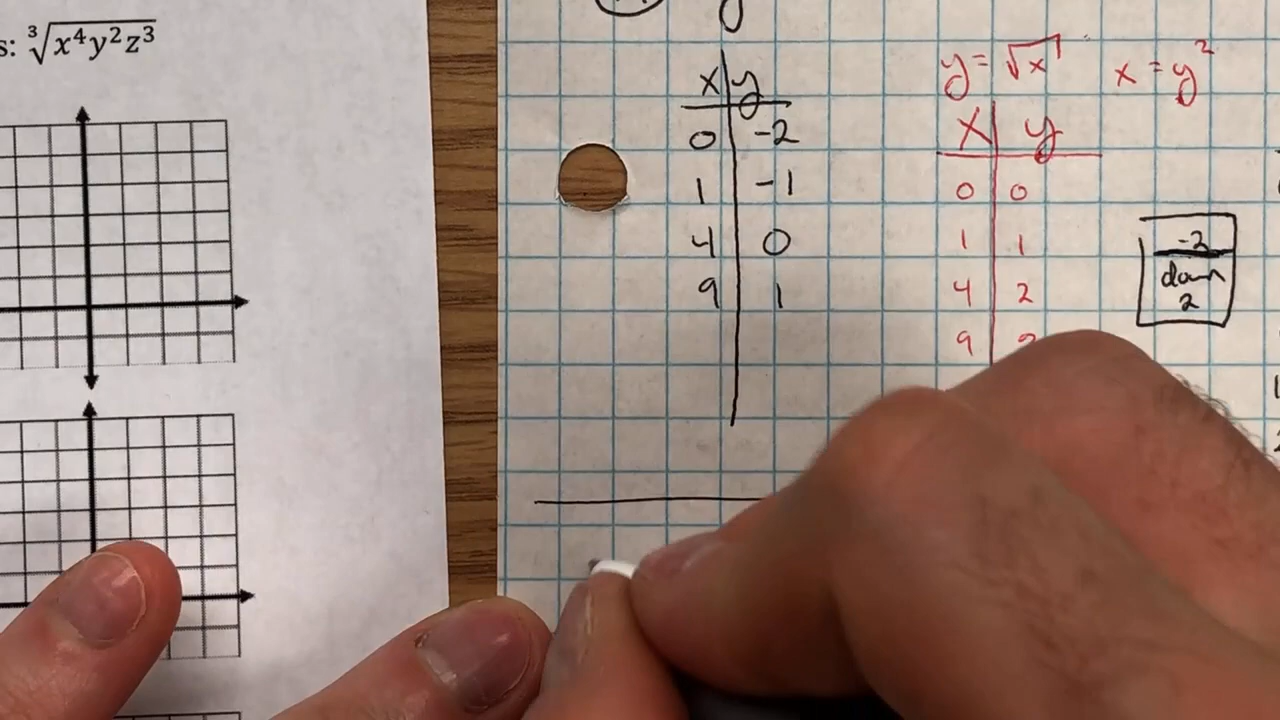 s: ∛x⁴y²z³
y
x y
0 -2
1 -1
4 0
9 1
y = √x x = y²
x y
0 0
1 1
4 2
9
-2
down
2